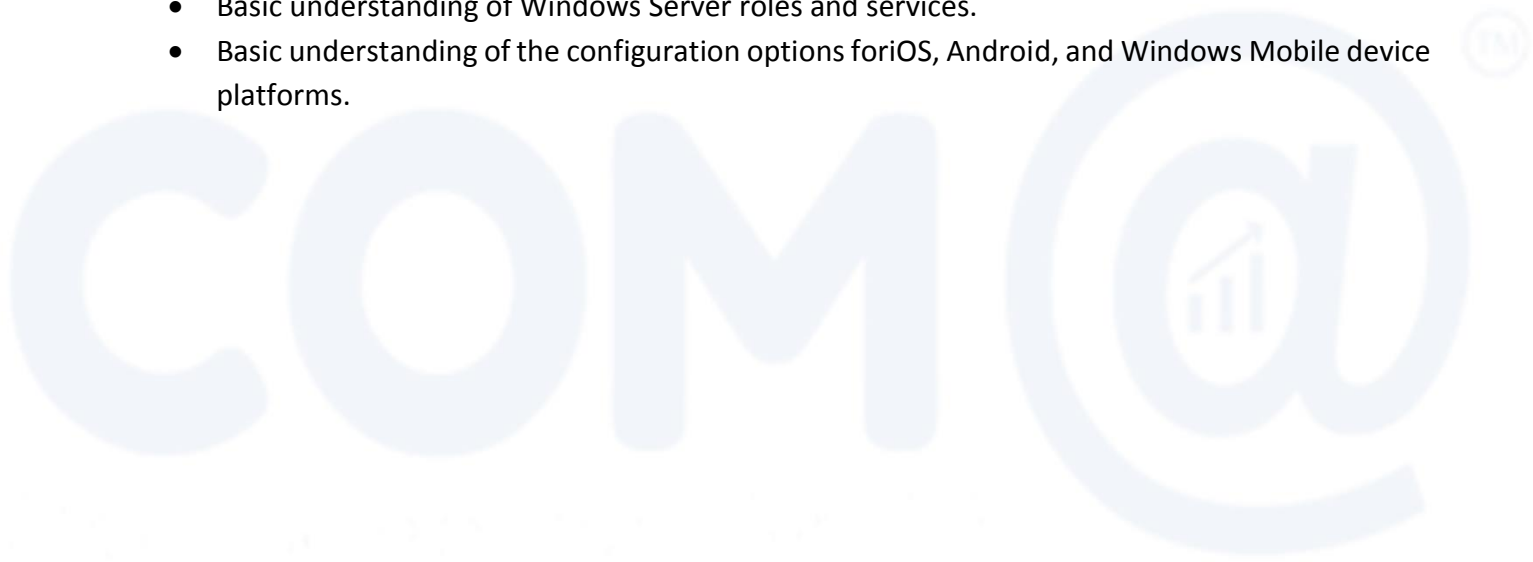 • Basic understanding of Windows Server roles and services.
• Basic understanding of the configuration options foriOS, Android, and Windows Mobile device
platforms.
COM@
TM